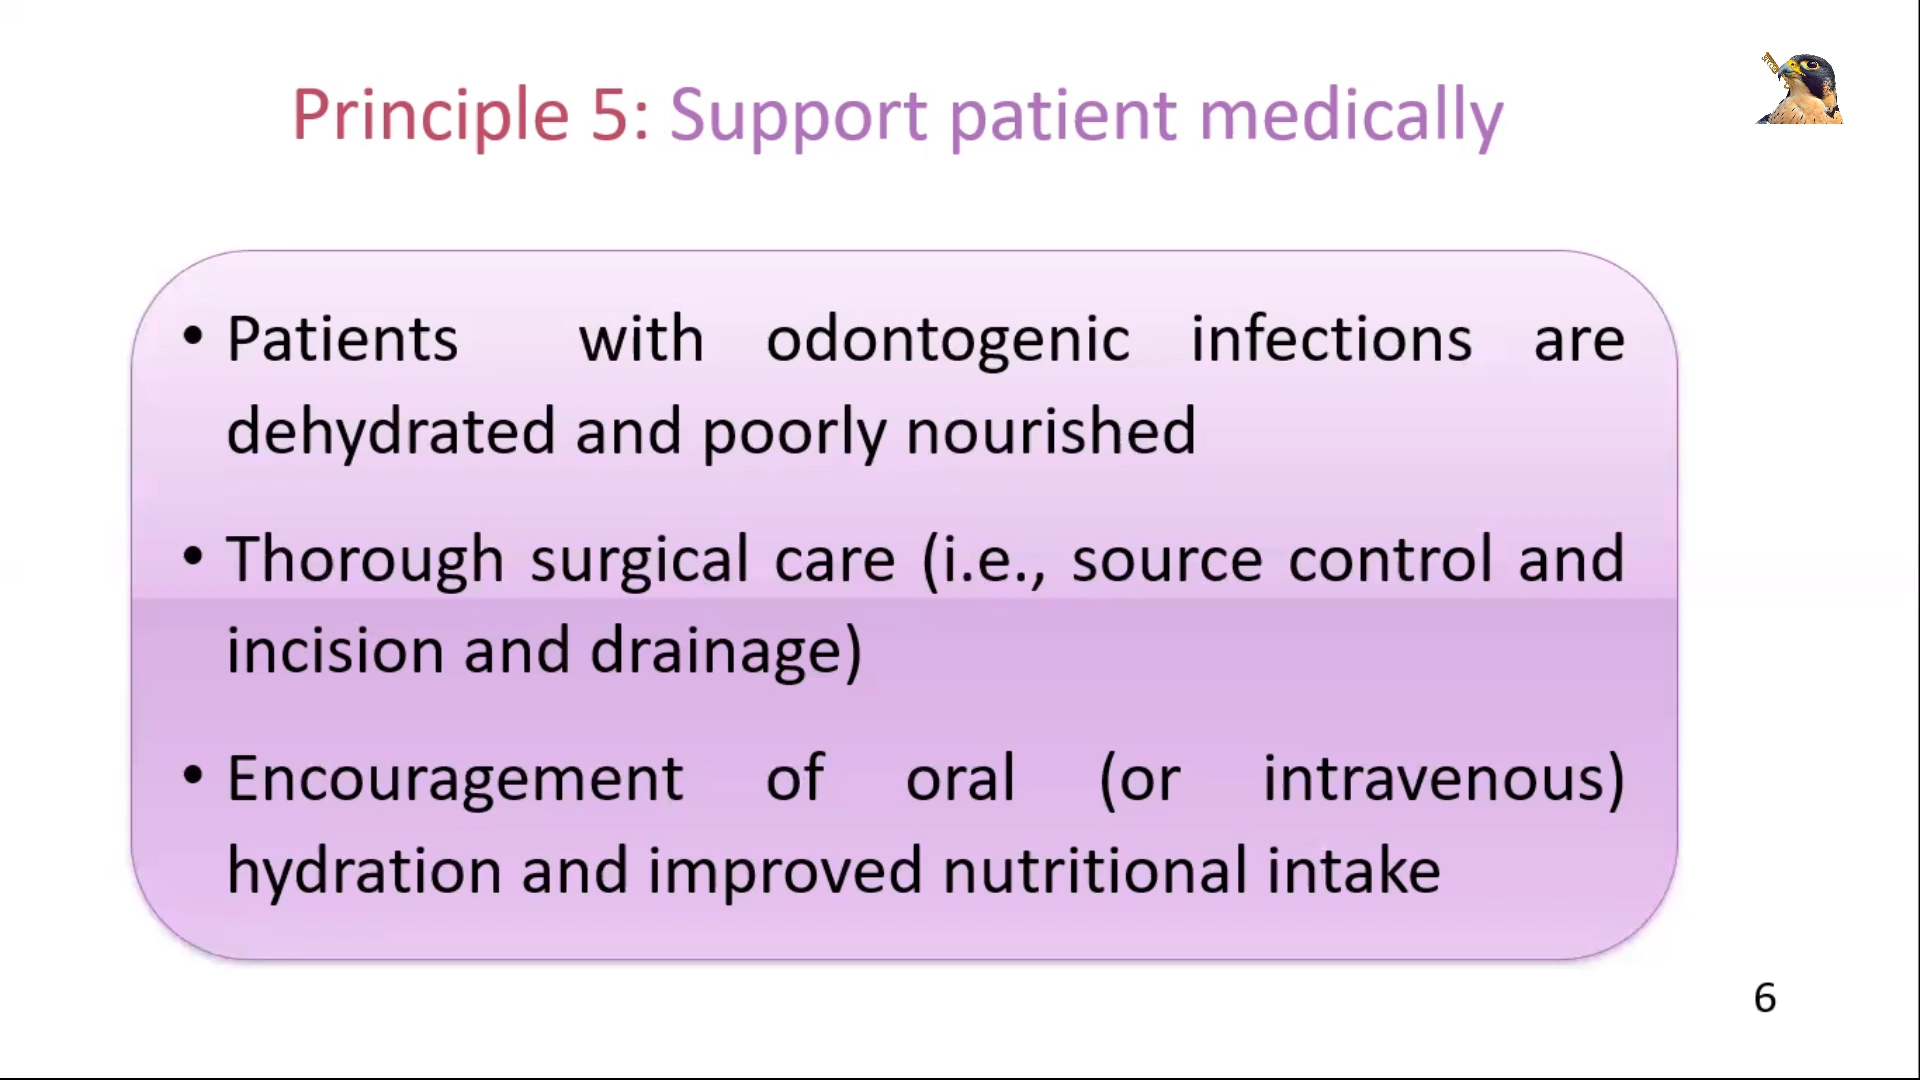 Principle 5: Support patient medically
• Patients with odontogenic infections are
dehydrated and poorly nourished
• Thorough surgical care (i.e., source control and
incision and drainage)
• Encouragement of oral (or intravenous)
hydration and improved nutritional intake
6